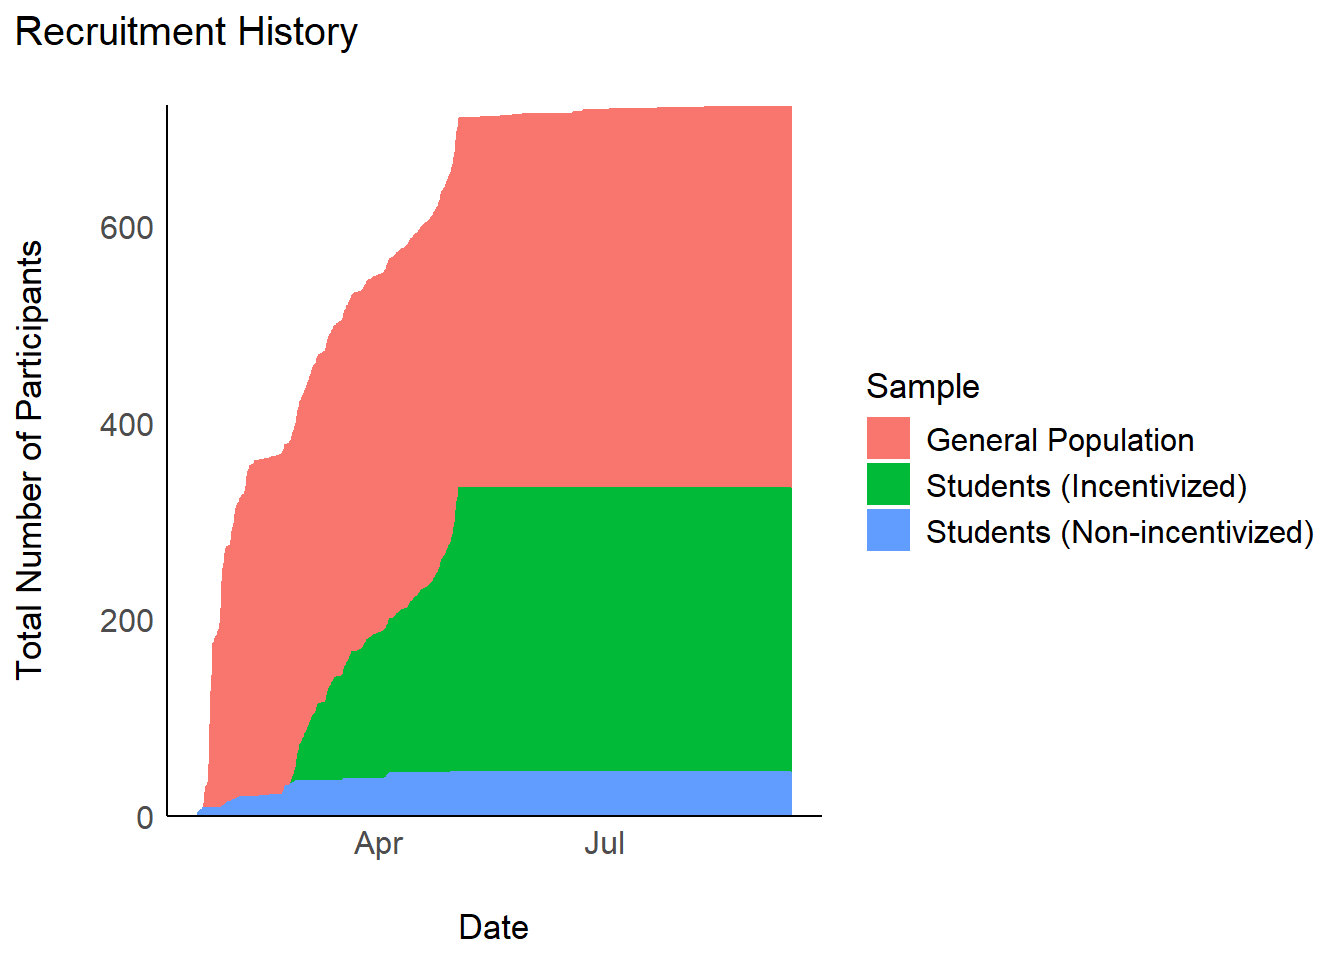 Recruitment History
Total Number of Participants
600
400
200
0
Apr
Jul
Date
Sample
General Population
Students (Incentivized)
Students (Non-incentivized)